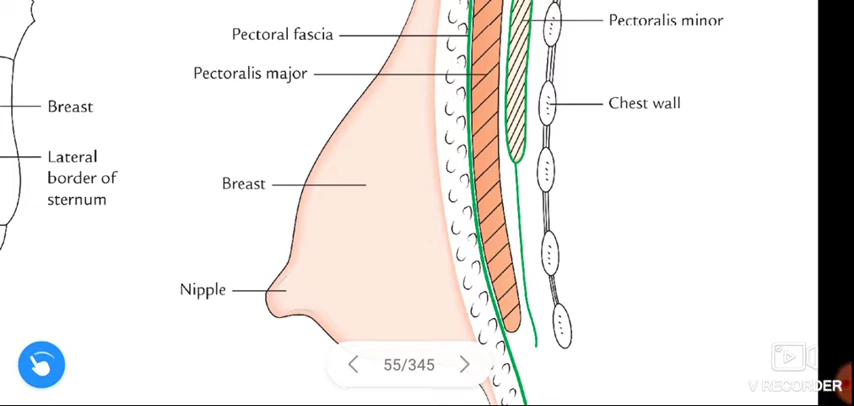 Pectoral fascia
Pectoralis minor
Pectoralis major
Breast
Chest wall
Lateral
border of
sternum
Breast
Nipple
55/345
V RECORDER